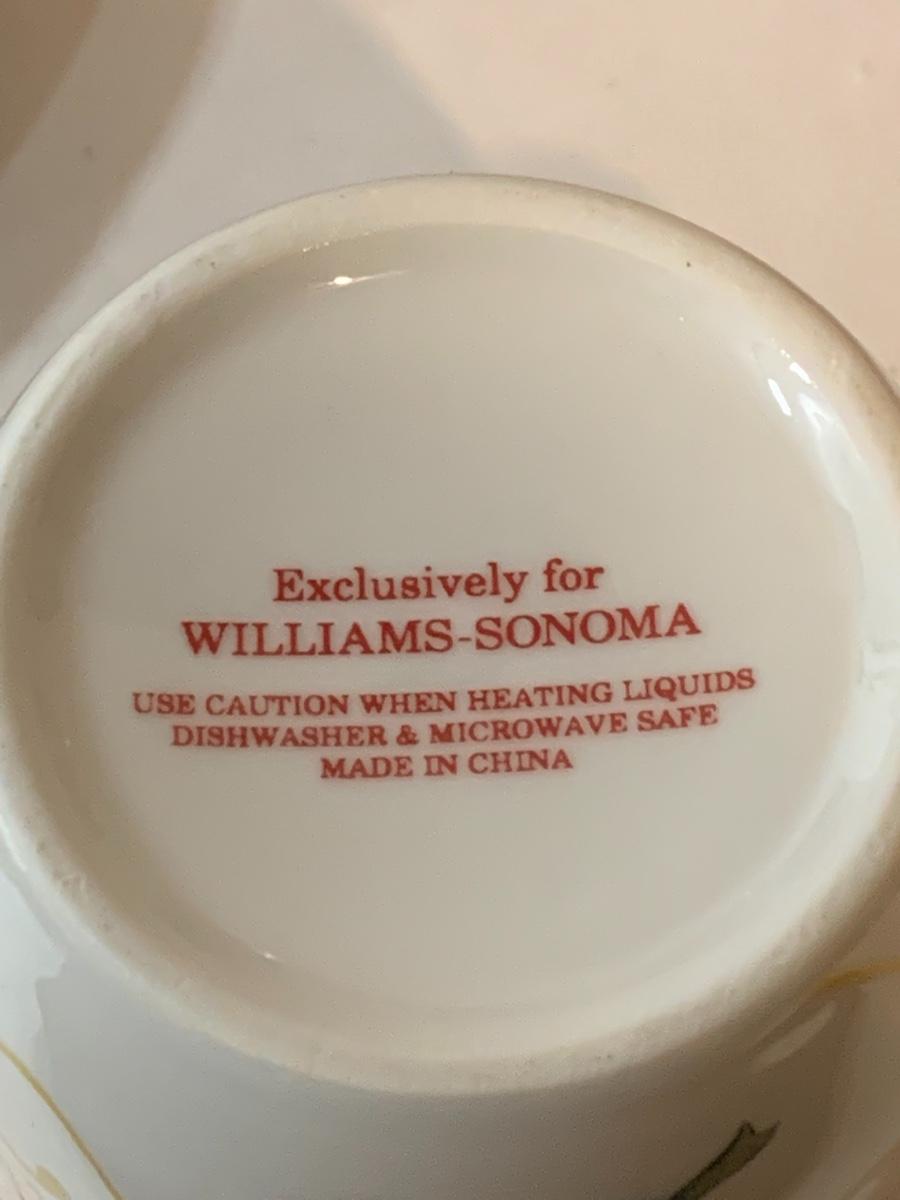 Exclusively for
WILLIAMS-SONOMA
USE CAUTION WHEN HEATING LIQUIDS
DISHWASHER & MICROWAVE SAFE
MADE IN CHINA